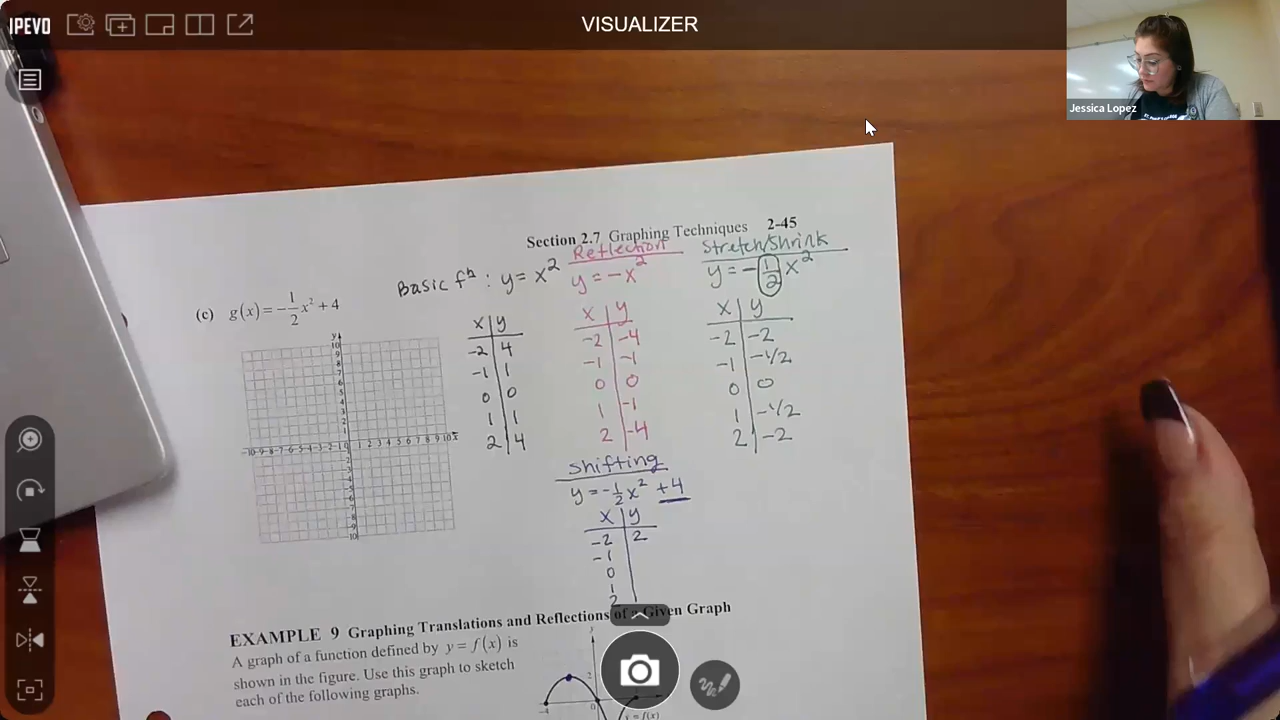 IPEVO
VISUALIZER
Jessica Lopez
Section 2.7 Graphing Techniques 2-45
Basic fⁿ : y = x²
Reflection
y = -x²
Stretch/Shrink
y = -1/2 x²
(c) g(x) = -1/2 x² + 4
x | y
-2 | 4
-1 | 1
0 | 0
1 | 1
2 | 4
x | y
-2 | -4
-1 | -1
0 | 0
1 | -1
2 | -4
x | y
-2 | -2
-1 | -1/2
0 | 0
1 | -1/2
2 | -2
Shifting
y = -1/2 x² +4
x | y
-2 | 2
-1 |
0 |
1 |
2 |
EXAMPLE 9 Graphing Translations and Reflections of a Given Graph
A graph of a function defined by y = f(x) is
shown in the figure. Use this graph to sketch
each of the following graphs.
y = f(x)